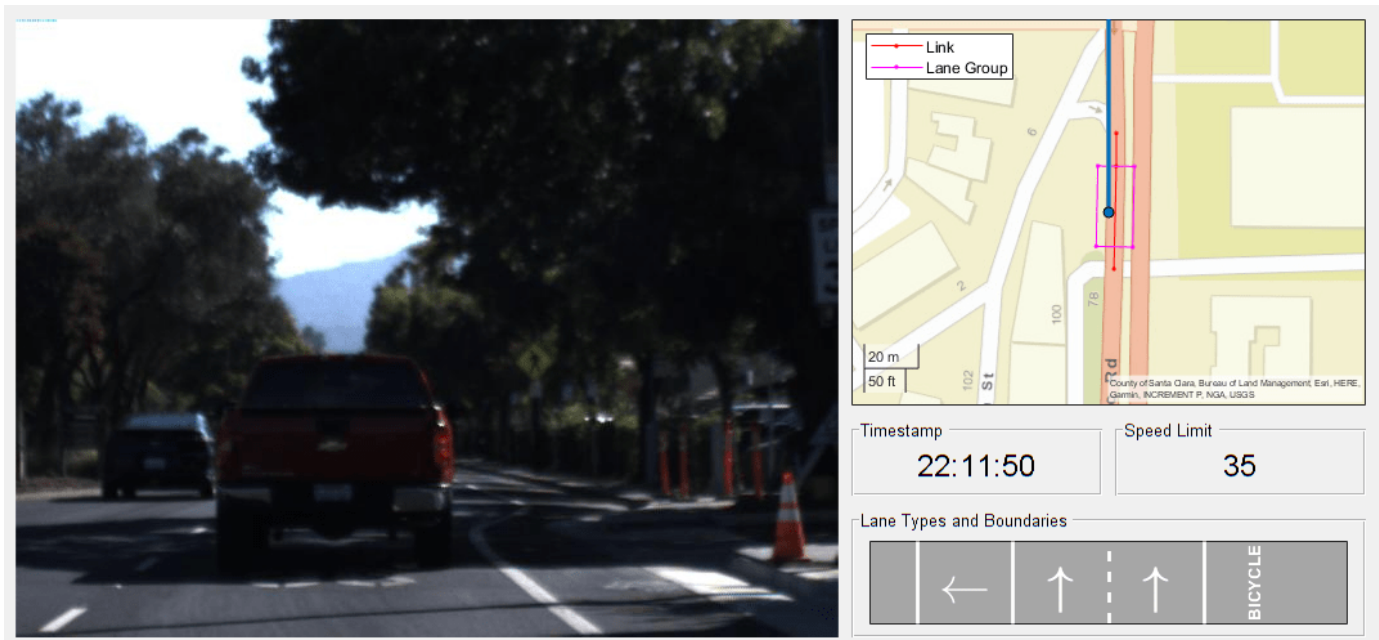 Link
Lane Group
6
2
100
78
102
St
Rd
20 m
50 ft
County of Santa Clara, Bureau of Land Management, Esri, HERE,
Garmin, INCREMENT P, NGA, USGS
Timestamp
22:11:50
Speed Limit
35
Lane Types and Boundaries
BICYCLE